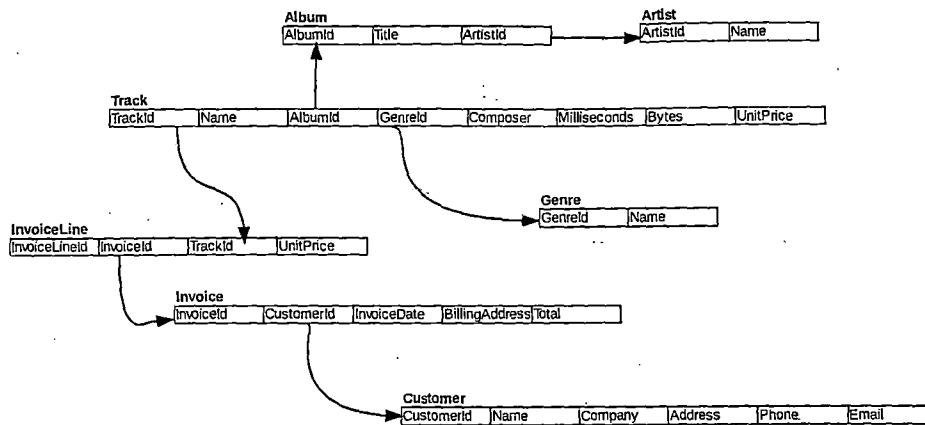 Album
AlbumId Title ArtistId
Artist
ArtistId Name
Track
TrackId Name AlbumId GenreId Composer Milliseconds Bytes UnitPrice
Genre
GenreId Name
InvoiceLine
InvoiceLineId InvoiceId TrackId UnitPrice
Invoice
InvoiceId CustomerId InvoiceDate BillingAddress Total
Customer
CustomerId Name Company Address Phone Email